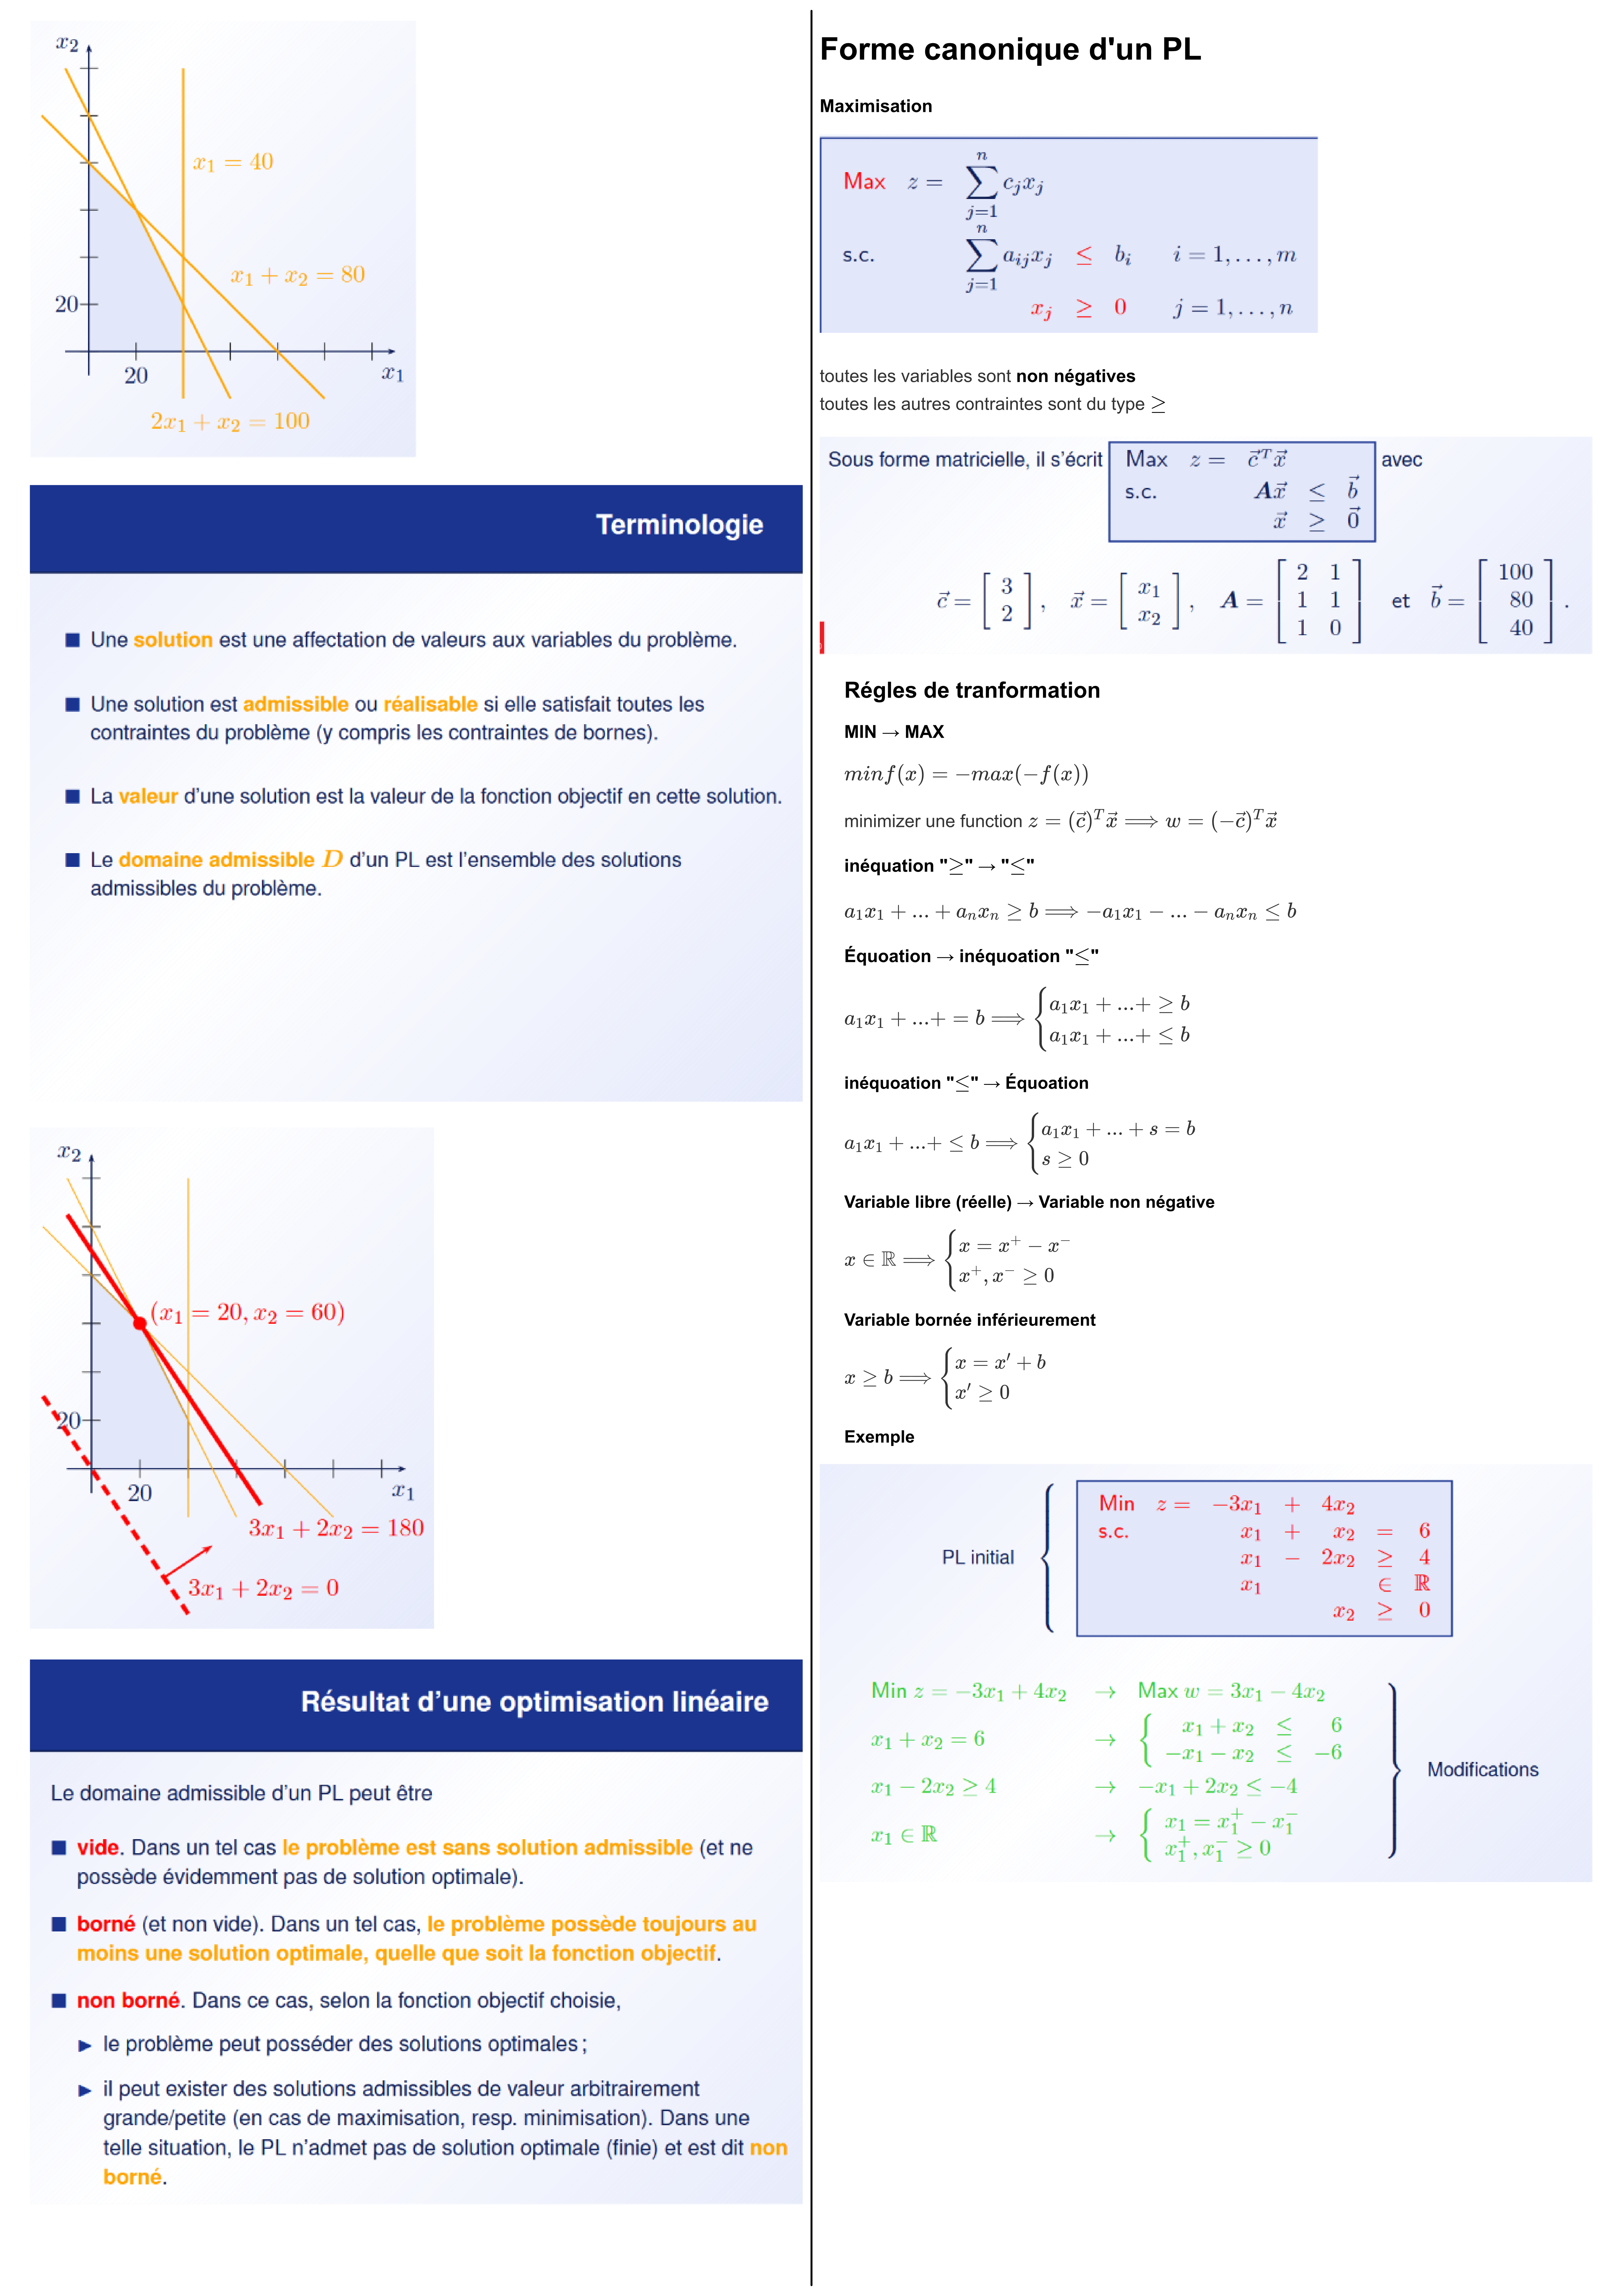 x₂
x₁ = 40
x₁ + x₂ = 80
20
20
x₁
2x₁ + x₂ = 100
Terminologie
■ Une solution est une affectation de valeurs aux variables du problème.
■ Une solution est admissible ou réalisable si elle satisfait toutes les
contraintes du problème (y compris les contraintes de bornes).
■ La valeur d'une solution est la valeur de la fonction objectif en cette solution.
■ Le domaine admissible D d'un PL est l'ensemble des solutions
admissibles du problème.
x₂
(x₁ = 20, x₂ = 60)
20
20
x₁
3x₁ + 2x₂ = 180
3x₁ + 2x₂ = 0
Résultat d'une optimisation linéaire
Le domaine admissible d'un PL peut être
■ vide. Dans un tel cas le problème est sans solution admissible (et ne
possède évidemment pas de solution optimale).
■ borné (et non vide). Dans un tel cas, le problème possède toujours au
moins une solution optimale, quelle que soit la fonction objectif.
■ non borné. Dans ce cas, selon la fonction objectif choisie,
► le problème peut posséder des solutions optimales ;
► il peut exister des solutions admissibles de valeur arbitrairement
grande/petite (en cas de maximisation, resp. minimisation). Dans une
telle situation, le PL n'admet pas de solution optimale (finie) et est dit non
borné.
Forme canonique d'un PL
Maximisation
Max z = ∑_{j=1}^{n} c_j x_j
s.c. ∑_{j=1}^{n} a_{ij} x_j ≤ b_i i = 1, . . . , m
x_j ≥ 0 j = 1, . . . , n
toutes les variables sont non négatives
toutes les autres contraintes sont du type ≥
Sous forme matricielle, il s'écrit Max z = c⃗ᵀx⃗ avec
s.c. Ax⃗ ≤ b⃗
x⃗ ≥ 0⃗
c⃗ = [3 2], x⃗ = [x₁ x₂], A = [2 1 1 1 1 0] et b⃗ = [100 80 40].
Régles de tranformation
MIN → MAX
minf(x) = −max(−f(x))
minimizer une function z = (c⃗)ᵀx⃗ ⟹ w = (−c⃗)ᵀx⃗
inéquation "≥" → "≤"
a₁x₁ + ... + aₙxₙ ≥ b ⟹ −a₁x₁ − ... − aₙxₙ ≤ b
Équoation → inéquoation "≤"
a₁x₁ + ...+ = b ⟹ { a₁x₁ + ...+ ≥ b
a₁x₁ + ...+ ≤ b
inéquoation "≤" → Équoation
a₁x₁ + ...+ ≤ b ⟹ { a₁x₁ + ... + s = b
s ≥ 0
Variable libre (réelle) → Variable non négative
x ∈ ℝ ⟹ { x = x⁺ − x⁻
x⁺, x⁻ ≥ 0
Variable bornée inférieurement
x ≥ b ⟹ { x = x′ + b
x′ ≥ 0
Exemple
PL initial {
Min z = −3x₁ + 4x₂
s.c. x₁ + x₂ = 6
x₁ − 2x₂ ≥ 4
x₁ ∈ ℝ
x₂ ≥ 0
Min z = −3x₁ + 4x₂ → Max w = 3x₁ − 4x₂
x₁ + x₂ = 6 → { x₁ + x₂ ≤ 6
−x₁ − x₂ ≤ −6
x₁ − 2x₂ ≥ 4 → −x₁ + 2x₂ ≤ −4
x₁ ∈ ℝ → { x₁ = x₁⁺ − x₁⁻
x₁⁺, x₁⁻ ≥ 0
} Modifications